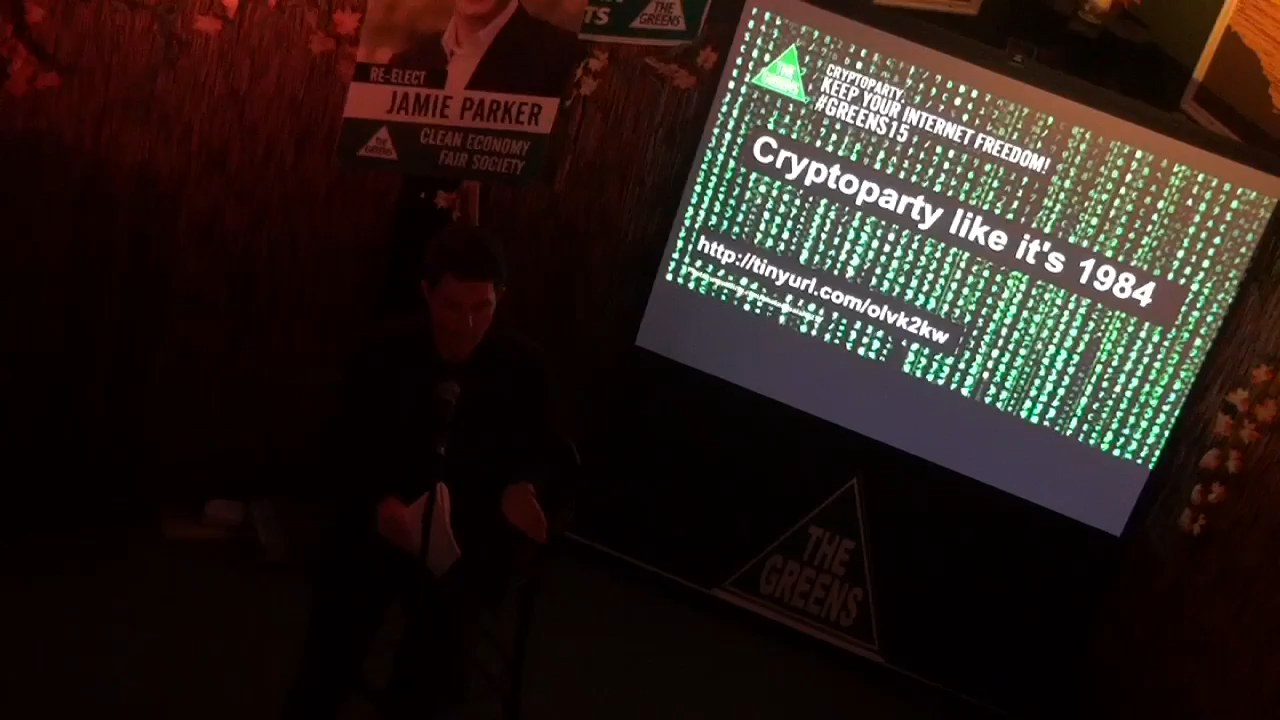 RE-ELECT
JAMIE PARKER
THE GREENS
CLEAN ECONOMY
FAIR SOCIETY
TS
THE
GREENS
THE
GREENS
CRYPTOPARTY
KEEP YOUR INTERNET FREEDOM!
#GREENS15
Cryptoparty like it's 1984
http://tinyurl.com/olvk2kw
THE
GREENS